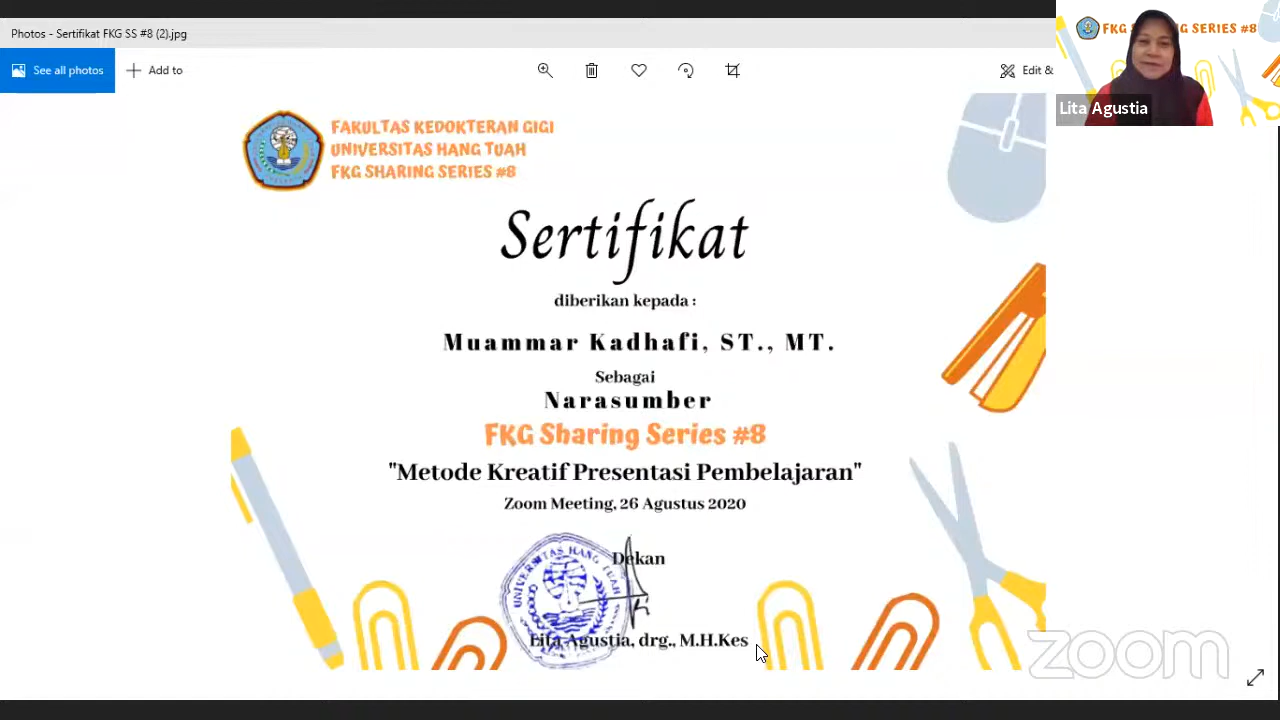 Photos - Sertifikat FKG SS #8 (2).jpg
See all photos
Add to
Edit &
FKG SHARING SERIES #8
Lita Agustia
FAKULTAS KEDOKTERAN GIGI
UNIVERSITAS HANG TUAH
FKG SHARING SERIES #8
Sertifikat
diberikan kepada :
Muammar Kadhafi, ST., MT.
Sebagai
Narasumber
FKG Sharing Series #8
"Metode Kreatif Presentasi Pembelajaran"
Zoom Meeting, 26 Agustus 2020
Dekan
UNIVERSITAS HANG TUAH
Lita Agustia, drg., M.H.Kes
zoom